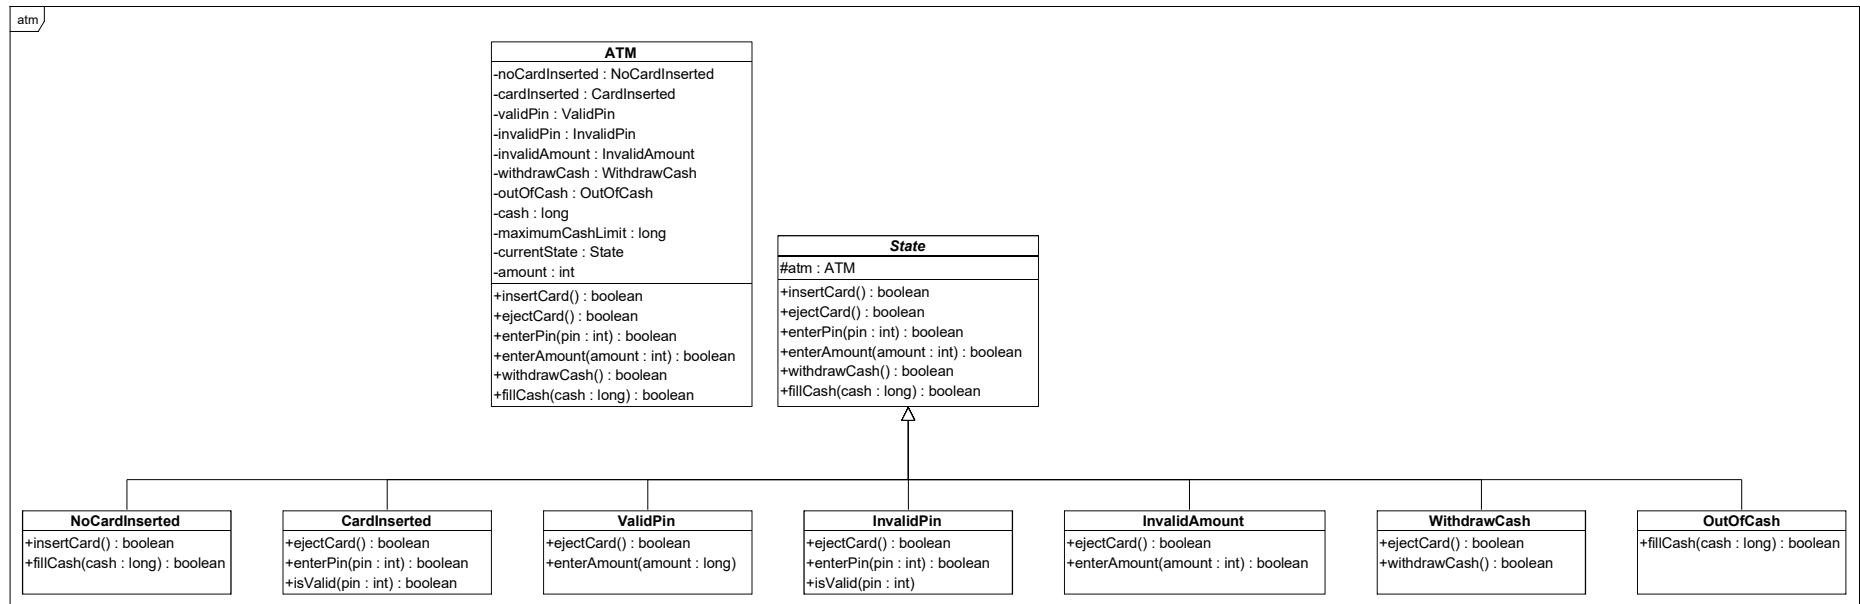 atm
ATM
-noCardInserted : NoCardInserted
-cardInserted : CardInserted
-validPin : ValidPin
-invalidPin : InvalidPin
-invalidAmount : InvalidAmount
-withdrawCash : WithdrawCash
-outOfCash : OutOfCash
-cash : long
-maximumCashLimit : long
-currentState : State
-amount : int
+insertCard() : boolean
+ejectCard() : boolean
+enterPin(pin : int) : boolean
+enterAmount(amount : int) : boolean
+withdrawCash() : boolean
+fillCash(cash : long) : boolean
State
#atm : ATM
+insertCard() : boolean
+ejectCard() : boolean
+enterPin(pin : int) : boolean
+enterAmount(amount : int) : boolean
+withdrawCash() : boolean
+fillCash(cash : long) : boolean
NoCardInserted
+insertCard() : boolean
+fillCash(cash : long) : boolean
CardInserted
+ejectCard() : boolean
+enterPin(pin : int) : boolean
+isValid(pin : int) : boolean
ValidPin
+ejectCard() : boolean
+enterAmount(amount : long)
InvalidPin
+ejectCard() : boolean
+enterPin(pin : int) : boolean
+isValid(pin : int)
InvalidAmount
+ejectCard() : boolean
+enterAmount(amount : int) : boolean
WithdrawCash
+ejectCard() : boolean
+withdrawCash() : boolean
OutOfCash
+fillCash(cash : long) : boolean